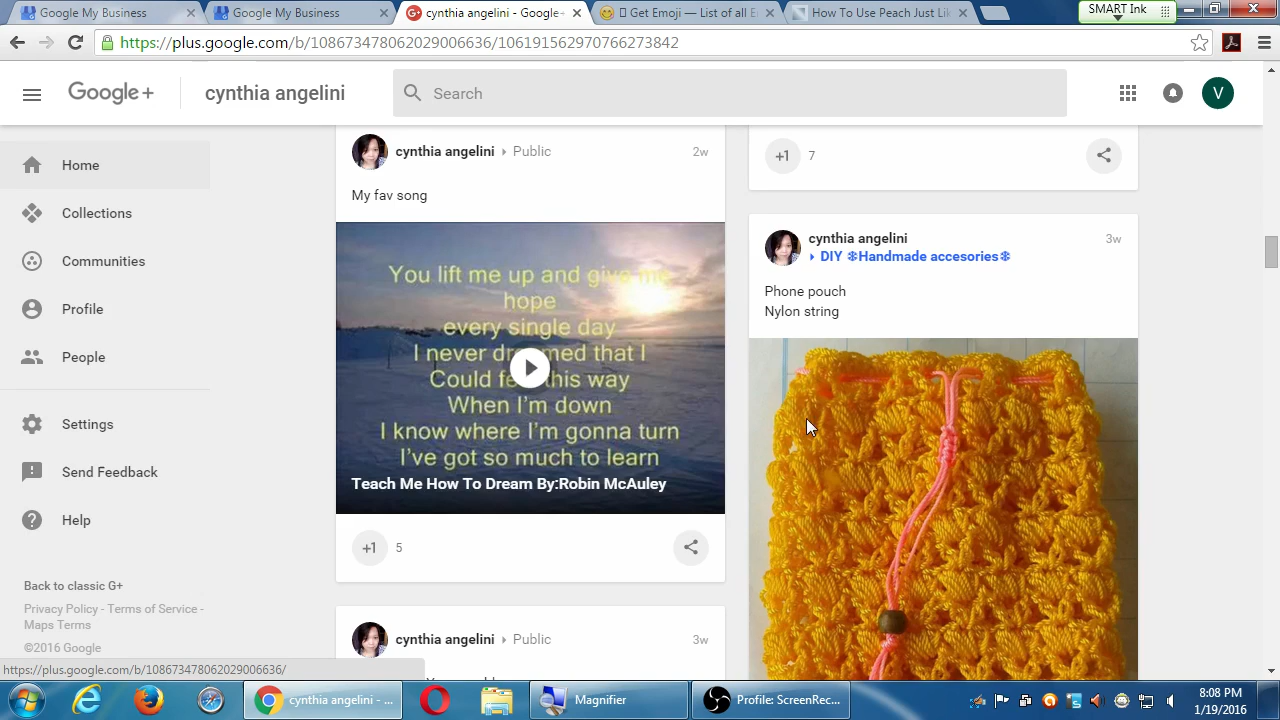 Google My Business
Google My Business
cynthia angelini - Google+
Get Emoji — List of all E
How To Use Peach Just Lik
SMART Ink
https://plus.google.com/b/108673478062029006636/106191562970766273842
Google+
cynthia angelini
Search
V
Home
Collections
Communities
Profile
People
Settings
Send Feedback
Help
Back to classic G+
Privacy Policy - Terms of Service -
Maps Terms
©2016 Google
https://plus.google.com/b/108673478062029006636/
cynthia angelini ▸ Public
2w
My fav song
You lift me up and give me
hope
every single day
I never dreamed that I
Could feel this way
When I'm down
I know where I'm gonna turn
I've got so much to learn
Teach Me How To Dream By:Robin McAuley
+1 5
cynthia angelini ▸ Public
3w
+1 7
cynthia angelini
3w
▸ DIY ❄Handmade accesories❄
Phone pouch
Nylon string
cynthia angelini - ...
Magnifier
Profile: ScreenRec...
8:08 PM
1/19/2016